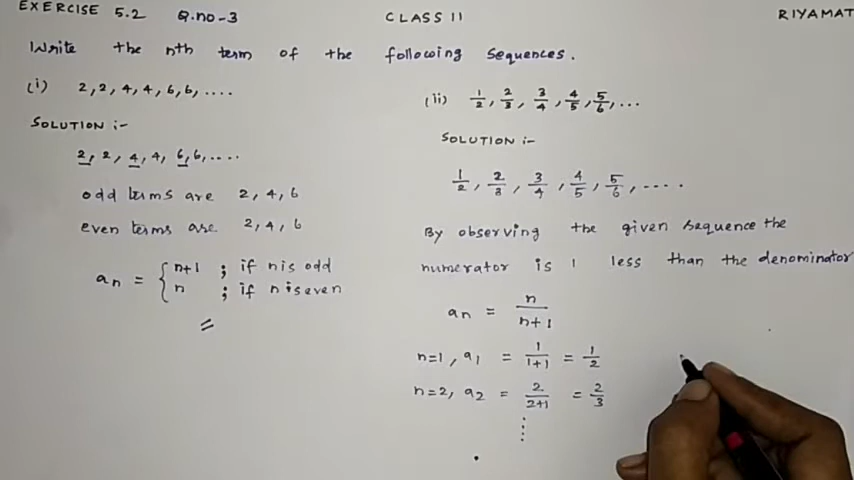 EXERCISE 5.2 Q.no-3 CLASS 11 RIYAMAT
Write the nth term of the following sequences.
(i) 2,2,4,4,6,6,....
SOLUTION :-
2, 2, 4, 4, 6, 6, ....
odd terms are 2, 4, 6
even terms are 2, 4, 6
an = { n+1 ; if n is odd
n ; if n is even
(ii) 1/2, 2/3, 3/4, 4/5, 5/6, ...
SOLUTION :-
1/2, 2/3, 3/4, 4/5, 5/6, ....
By observing the given sequence the
numerator is 1 less than the denominator
an = n/n+1
n=1, a1 = 1/1+1 = 1/2
n=2, a2 = 2/2+1 = 2/3